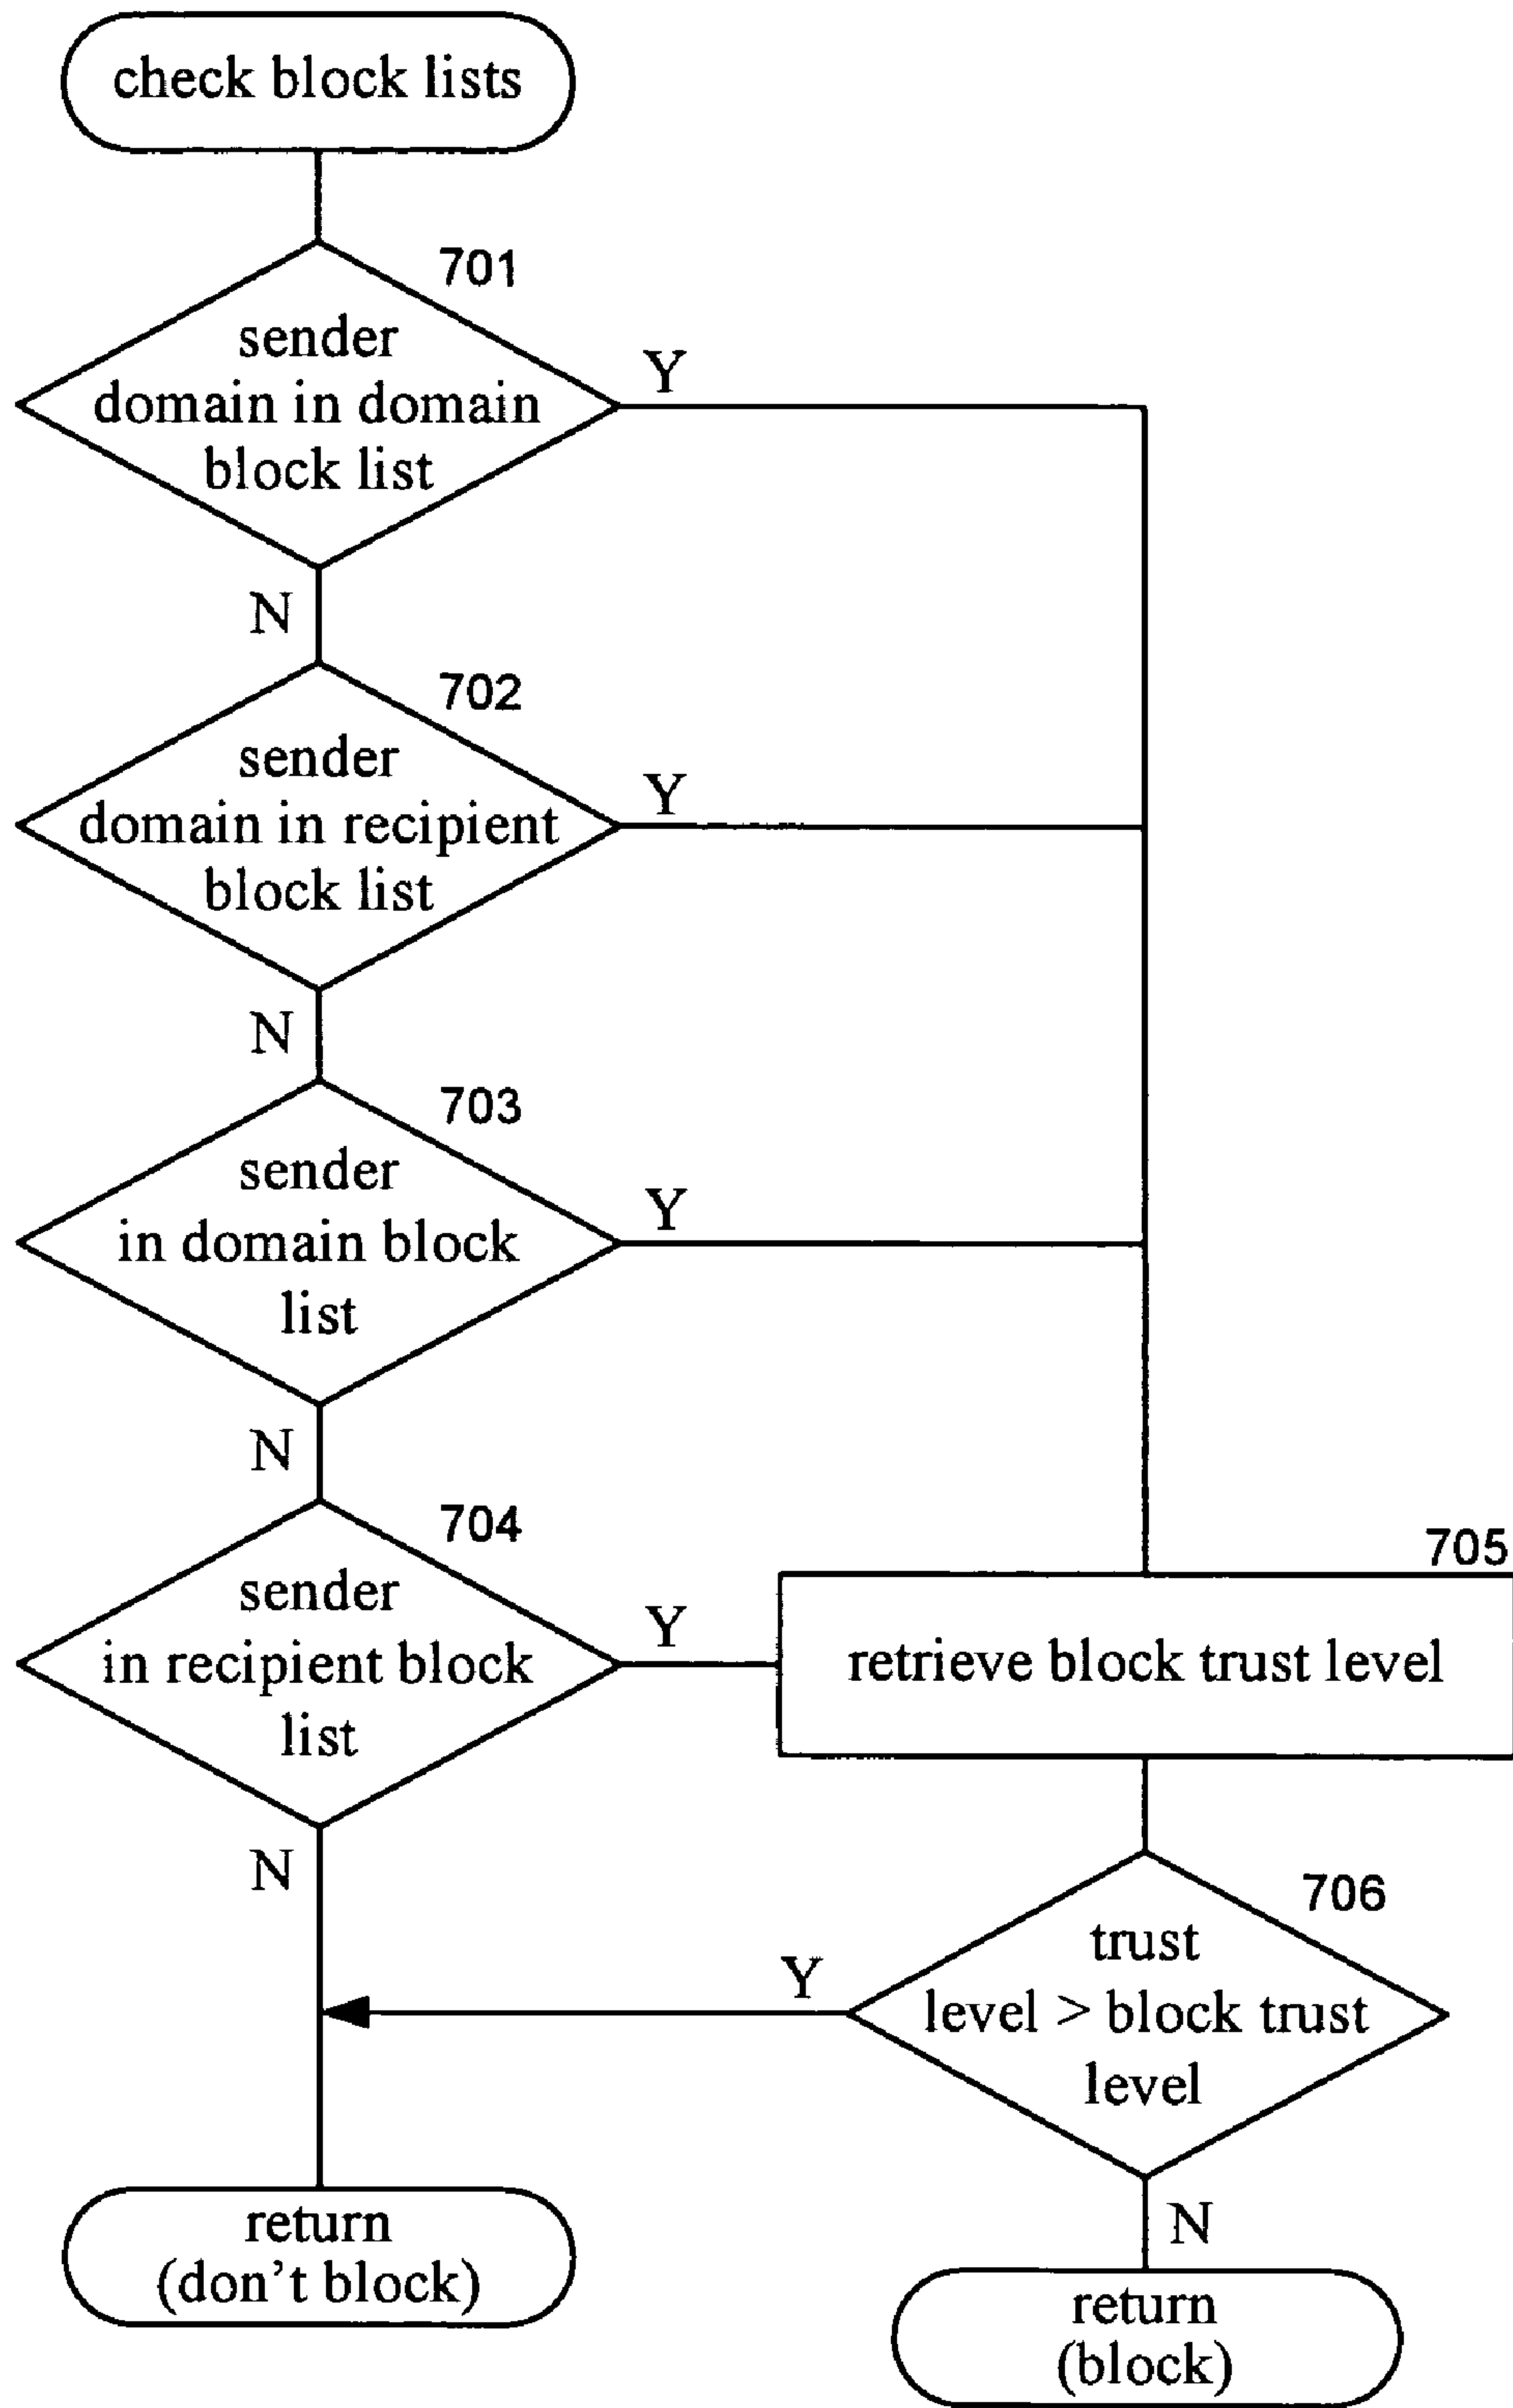 check block lists
701
sender
domain in domain
block list
Y
N
702
sender
domain in recipient
block list
Y
N
703
sender
in domain block
list
Y
N
704
sender
in recipient block
list
Y
N
705
retrieve block trust level
706
trust
level > block trust
level
Y
N
return
(don't block)
return
(block)